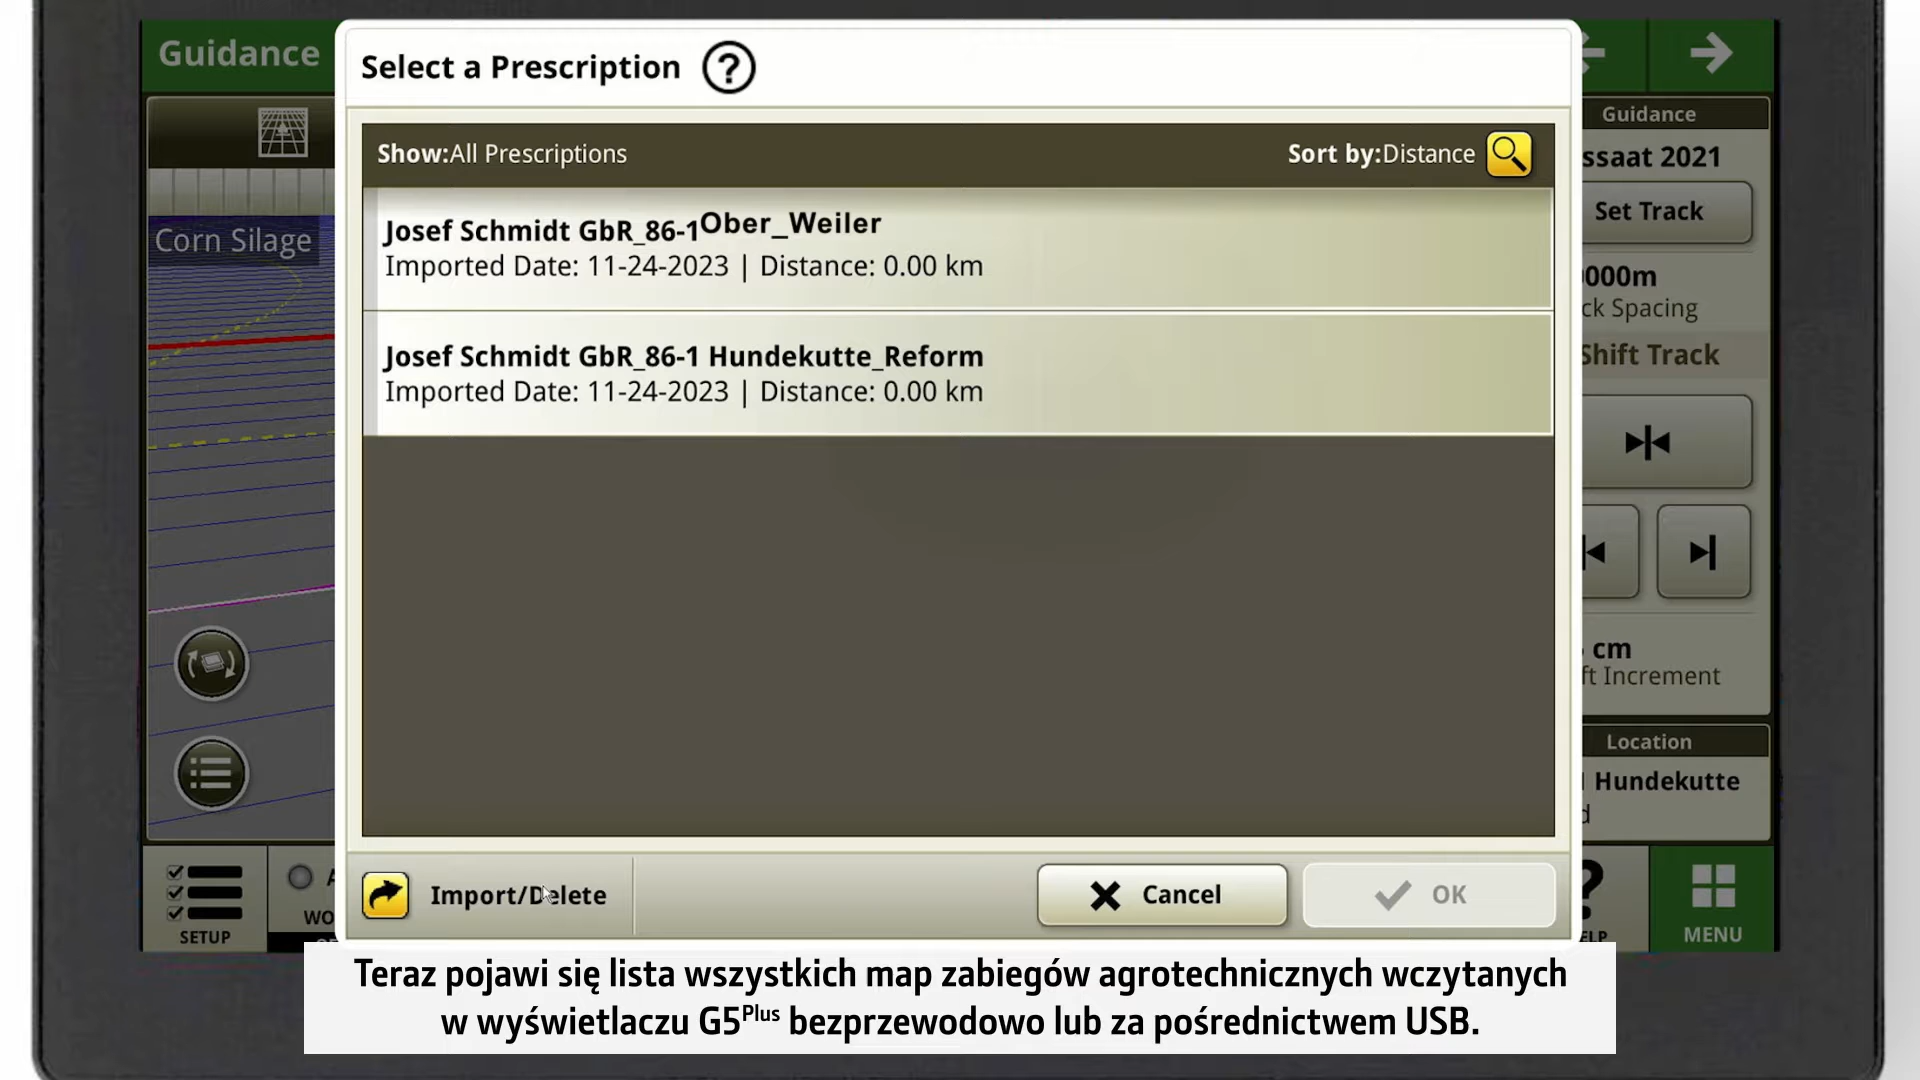 Guidance
Select a Prescription ?
Show:All Prescriptions
Sort by:Distance
Josef Schmidt GbR_86-1Ober_Weiler
Imported Date: 11-24-2023 | Distance: 0.00 km
Josef Schmidt GbR_86-1 Hundekutte_Reform
Imported Date: 11-24-2023 | Distance: 0.00 km
Corn Silage
Guidance
ssaat 2021
Set Track
000m
ck Spacing
Shift Track
cm
ft Increment
Location
Hundekutte
d
Import/Delete
Cancel
OK
SETUP
WO
ELP
MENU
Teraz pojawi się lista wszystkich map zabiegów agrotechnicznych wczytanych
w wyświetlaczu G5Plus bezprzewodowo lub za pośrednictwem USB.